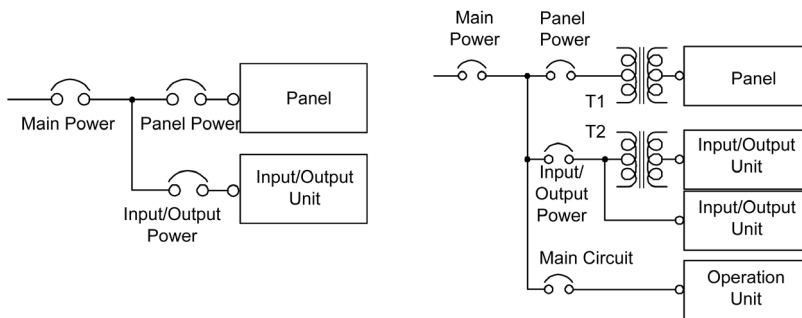 Main Power
Panel Power
Panel
Input/Output
Power
Input/Output
Unit
Main
Power
Panel
Power
T1
Panel
T2
Input/
Output
Power
Input/Output
Unit
Input/Output
Unit
Main Circuit
Operation
Unit